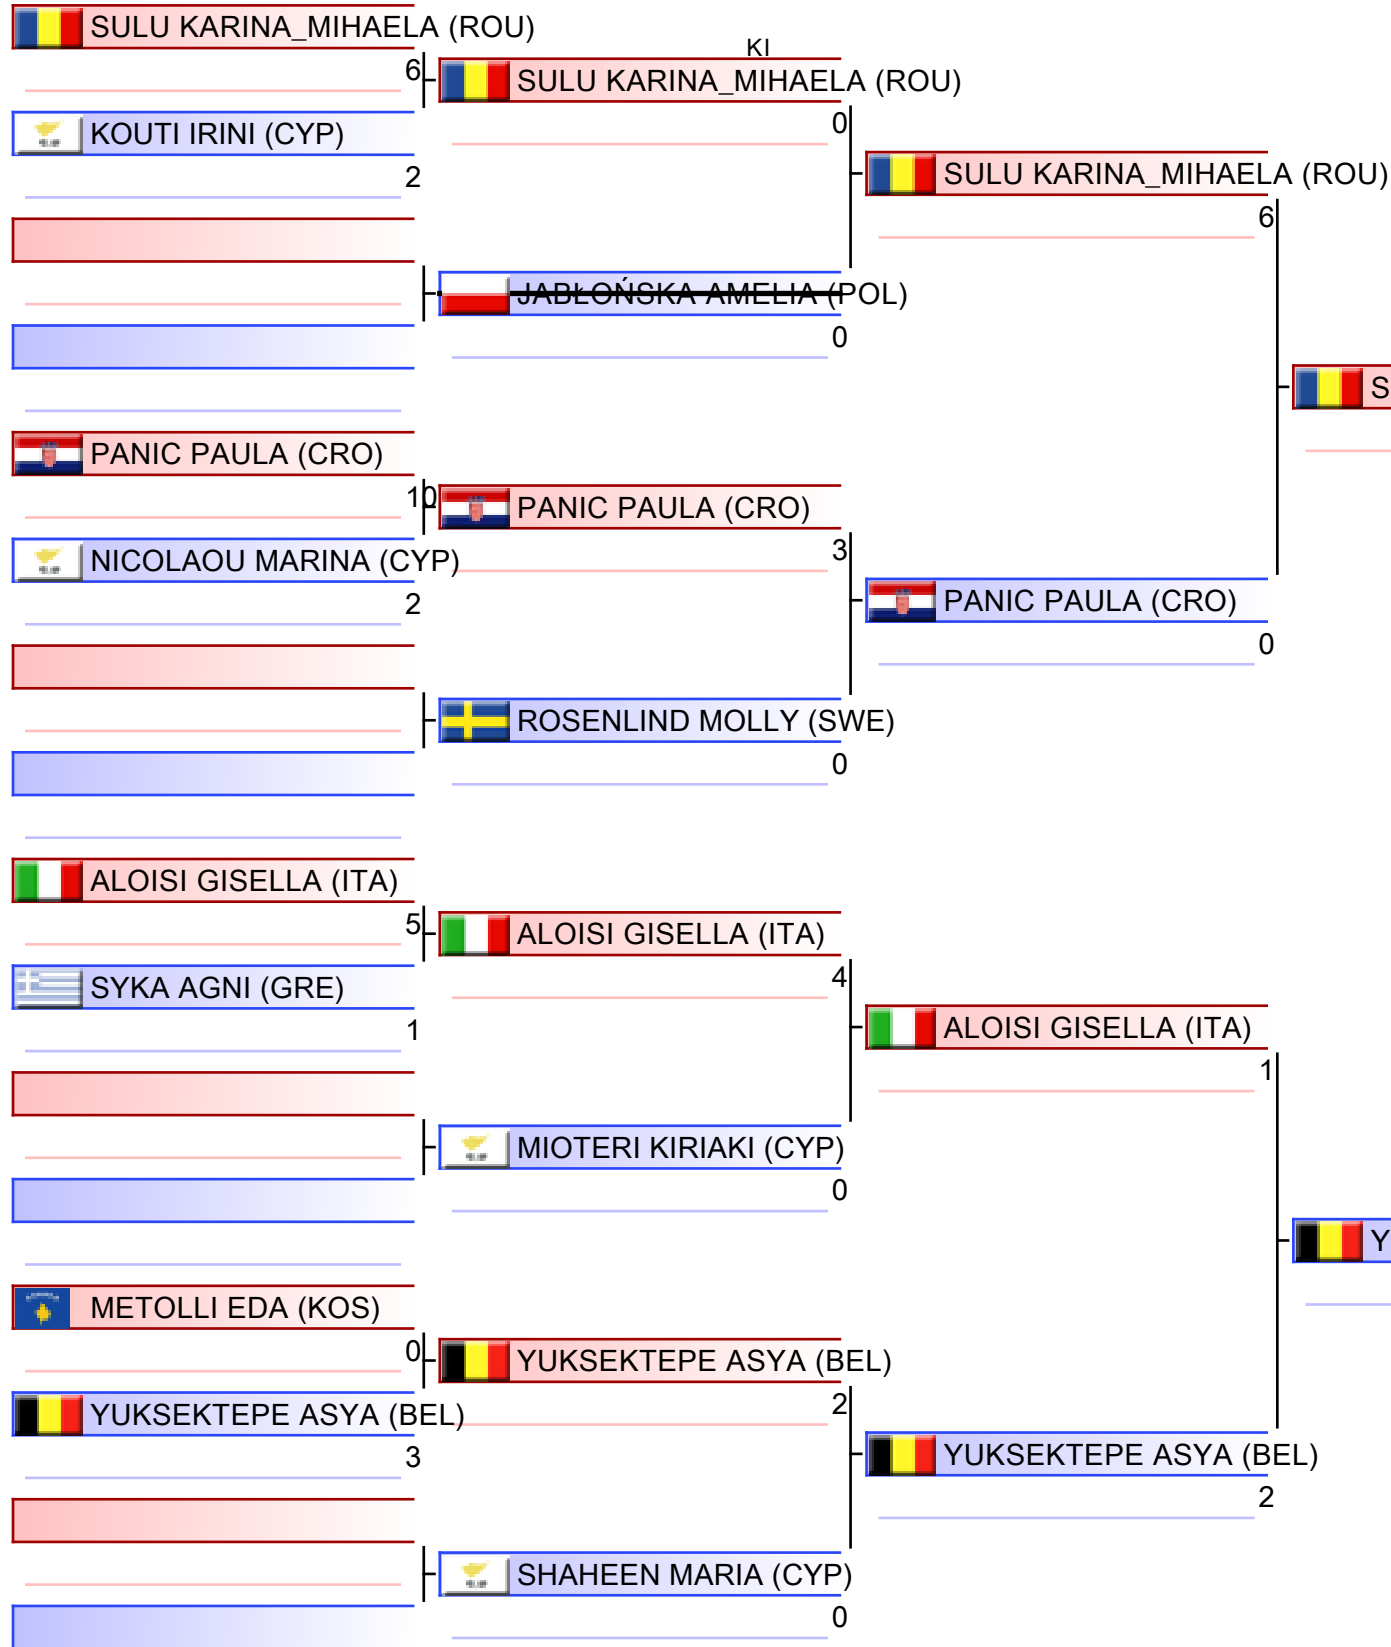 SULU KARINA_MIHAELA (ROU)
6
KOUTI IRINI (CYP)
2
PANIC PAULA (CRO)
10
NICOLAOU MARINA (CYP)
2
ALOISI GISELLA (ITA)
5
SYKA AGNI (GRE)
1
METOLLI EDA (KOS)
0
YUKSEKTEPE ASYA (BEL)
3
KI
SULU KARINA_MIHAELA (ROU)
0
JABŁOŃSKA AMELIA (POL)
0
PANIC PAULA (CRO)
3
ROSENLIND MOLLY (SWE)
0
ALOISI GISELLA (ITA)
4
MIOTERI KIRIAKI (CYP)
0
YUKSEKTEPE ASYA (BEL)
2
SHAHEEN MARIA (CYP)
0
SULU KARINA_MIHAELA (ROU)
6
PANIC PAULA (CRO)
0
ALOISI GISELLA (ITA)
1
YUKSEKTEPE ASYA (BEL)
2
S
Y